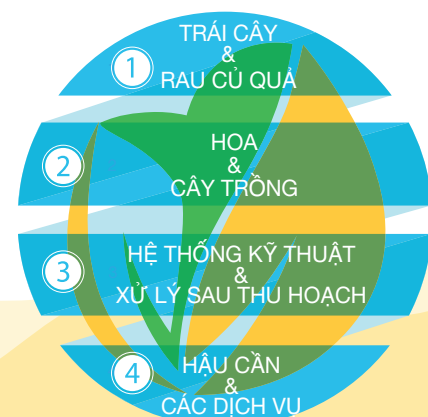 1
TRÁI CÂY
&
RAU CỦ QUẢ
2
HOA
&
CÂY TRỒNG
3
HỆ THỐNG KỸ THUẬT
&
XỬ LÝ SAU THU HOẠCH
4
HẬU CẦN
&
CÁC DỊCH VỤ